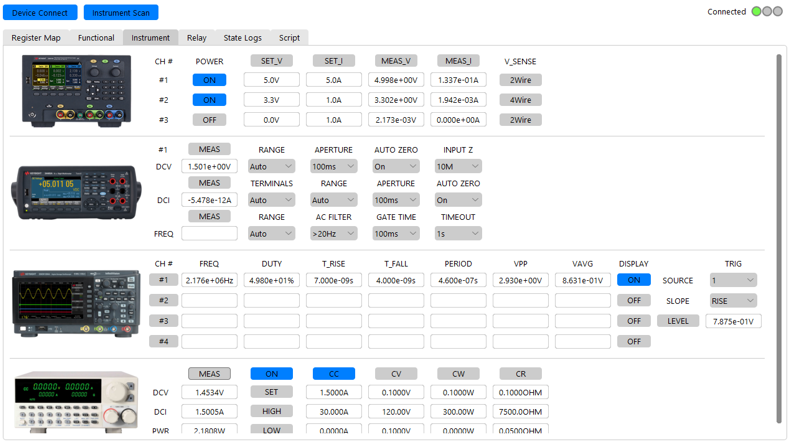 Device Connect Instrument Scan Connected
Register Map Functional Instrument Relay State Logs Script
CH # POWER SET_V SET_I MEAS_V MEAS_I V_SENSE
#1 ON 5.0V 5.0A 4.998e+00V 1.337e-01A 2Wire
#2 ON 3.3V 1.0A 3.302e+00V 1.942e-03A 4Wire
#3 OFF 0.0V 1.0A 2.173e-03V 0.000e+00A 2Wire
#1 MEAS RANGE APERTURE AUTO ZERO INPUT Z
DCV 1.501e+00V Auto 100ms On 10M
MEAS TERMINALS RANGE APERTURE AUTO ZERO
DCI -5.478e-12A Auto Auto 100ms On
MEAS RANGE AC FILTER GATE TIME TIMEOUT
FREQ Auto >20Hz 100ms 1s
+05.011 05
CH # FREQ DUTY T_RISE T_FALL PERIOD VPP VAVG DISPLAY TRIG
#1 2.176e+06Hz 4.980e+01% 7.000e-09s 4.000e-09s 4.600e-07s 2.930e+00V 8.631e-01V ON SOURCE 1
#2 OFF SLOPE RISE
#3 OFF LEVEL 7.875e-01V
#4 OFF
MEAS ON CC CV CW CR
DCV 1.4534V SET 1.5000A 0.1000V 0.1000W 0.1000OHM
DCI 1.5005A HIGH 30.000A 120.00V 300.00W 7500.0OHM
PWR 2.1808W LOW 0.0000A 0.1000V 0.0000W 0.0500OHM